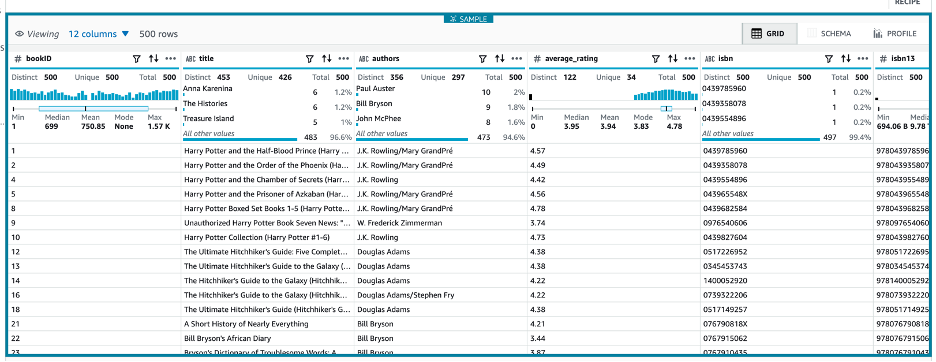 RECIPE
SAMPLE
Viewing 12 columns ▼ 500 rows GRID SCHEMA PROFILE
# bookID ABC title ABC authors # average_rating ABC isbn # isbn13
Distinct 500 Unique 500 Total 500 Distinct 453 Unique 426 Total 500 Distinct 356 Unique 297 Total 500 Distinct 122 Unique 34 Total 500 Distinct 500 Unique 500 Total 500 Distinct 500
Anna Karenina 6 1.2% Paul Auster 10 2% 0439785960 1 0.2%
The Histories 6 1.2% Bill Bryson 9 1.8% 0439358078 1 0.2%
Treasure Island 5 1% John McPhee 8 1.6% 0439554896 1 0.2%
Min Median Mean Mode Max Min Median Mean Mode Max Min Media
1 699 750.85 None 1.57 K 0 3.95 3.94 3.83 4.78 694.06 B 9.78
All other values 483 96.6% All other values 473 94.6% All other values 497 99.4%
1 Harry Potter and the Half-Blood Prince (Harry ... J.K. Rowling/Mary GrandPré 4.57 0439785960 978043978596
2 Harry Potter and the Order of the Phoenix (Ha... J.K. Rowling/Mary GrandPré 4.49 0439358078 978043935807
4 Harry Potter and the Chamber of Secrets (Harr... J.K. Rowling 4.42 0439554896 978043955489
5 Harry Potter and the Prisoner of Azkaban (Har... J.K. Rowling/Mary GrandPré 4.56 043965548X 978043965548
8 Harry Potter Boxed Set Books 1-5 (Harry Potte... J.K. Rowling/Mary GrandPré 4.78 0439682584 978043968258
9 Unauthorized Harry Potter Book Seven News: "... W. Frederick Zimmerman 3.74 0976540606 978097654060
10 Harry Potter Collection (Harry Potter #1-6) J.K. Rowling 4.73 0439827604 978043982760
12 The Ultimate Hitchhiker's Guide: Five Complet... Douglas Adams 4.38 0517226952 978051722695
13 The Ultimate Hitchhiker's Guide to the Galaxy (... Douglas Adams 4.38 0345453743 978034545374
14 The Hitchhiker's Guide to the Galaxy (Hitchhik... Douglas Adams 4.22 1400052920 978140005292
16 The Hitchhiker's Guide to the Galaxy (Hitchhik... Douglas Adams/Stephen Fry 4.22 0739322206 978073932220
18 The Ultimate Hitchhiker's Guide (Hitchhiker's G... Douglas Adams 4.38 0517149257 978051714925
21 A Short History of Nearly Everything Bill Bryson 4.21 076790818X 978076790818
22 Bill Bryson's African Diary Bill Bryson 3.44 0767915062 978076791506
23 Bryson's Dictionary of Troublesome Words: A ... Bill Bryson 3.87 0767910435